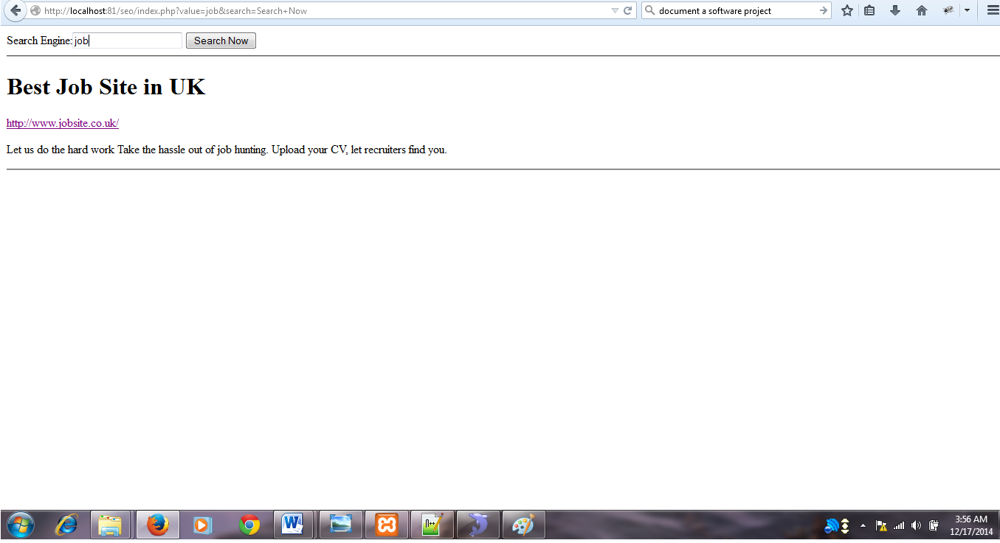 http://localhost:81/seo/index.php?value=job&search=Search+Now
document a software project
Search Engine: job Search Now
Best Job Site in UK
http://www.jobsite.co.uk/
Let us do the hard work Take the hassle out of job hunting. Upload your CV, let recruiters find you.
3:56 AM
12/17/2014